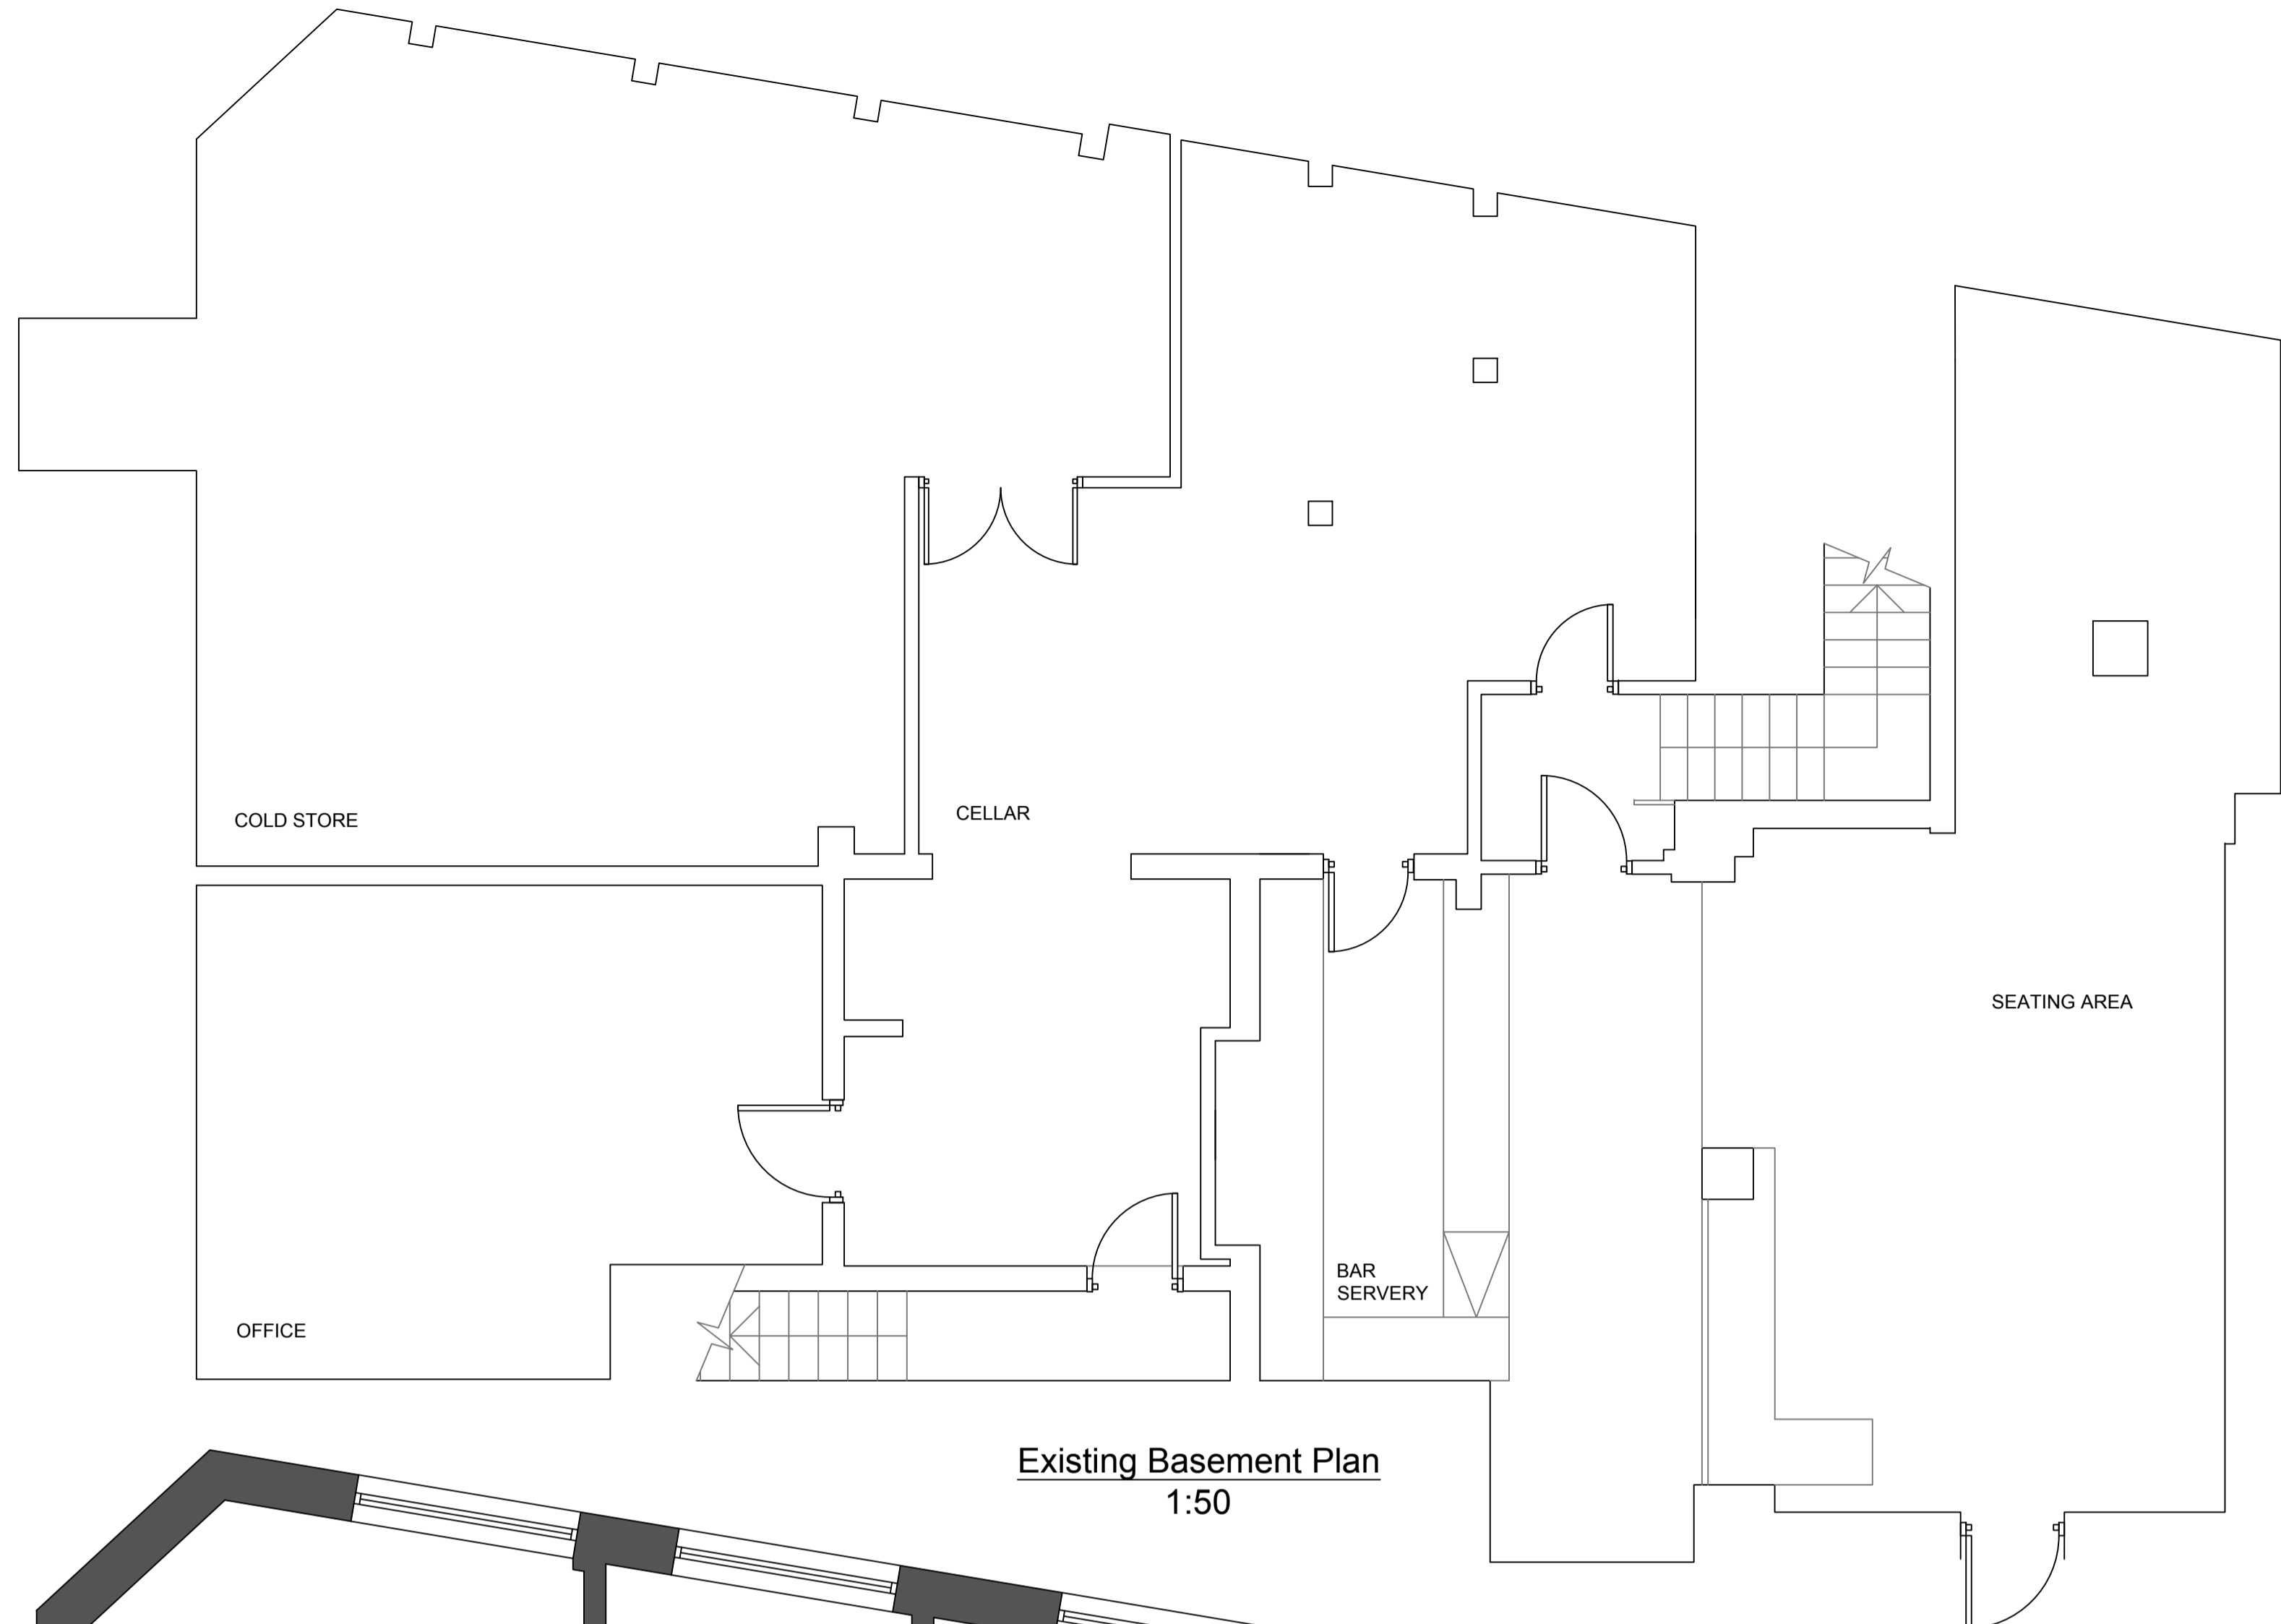 COLD STORE
CELLAR
SEATING AREA
BAR
SERVERY
OFFICE
Existing Basement Plan
1:50